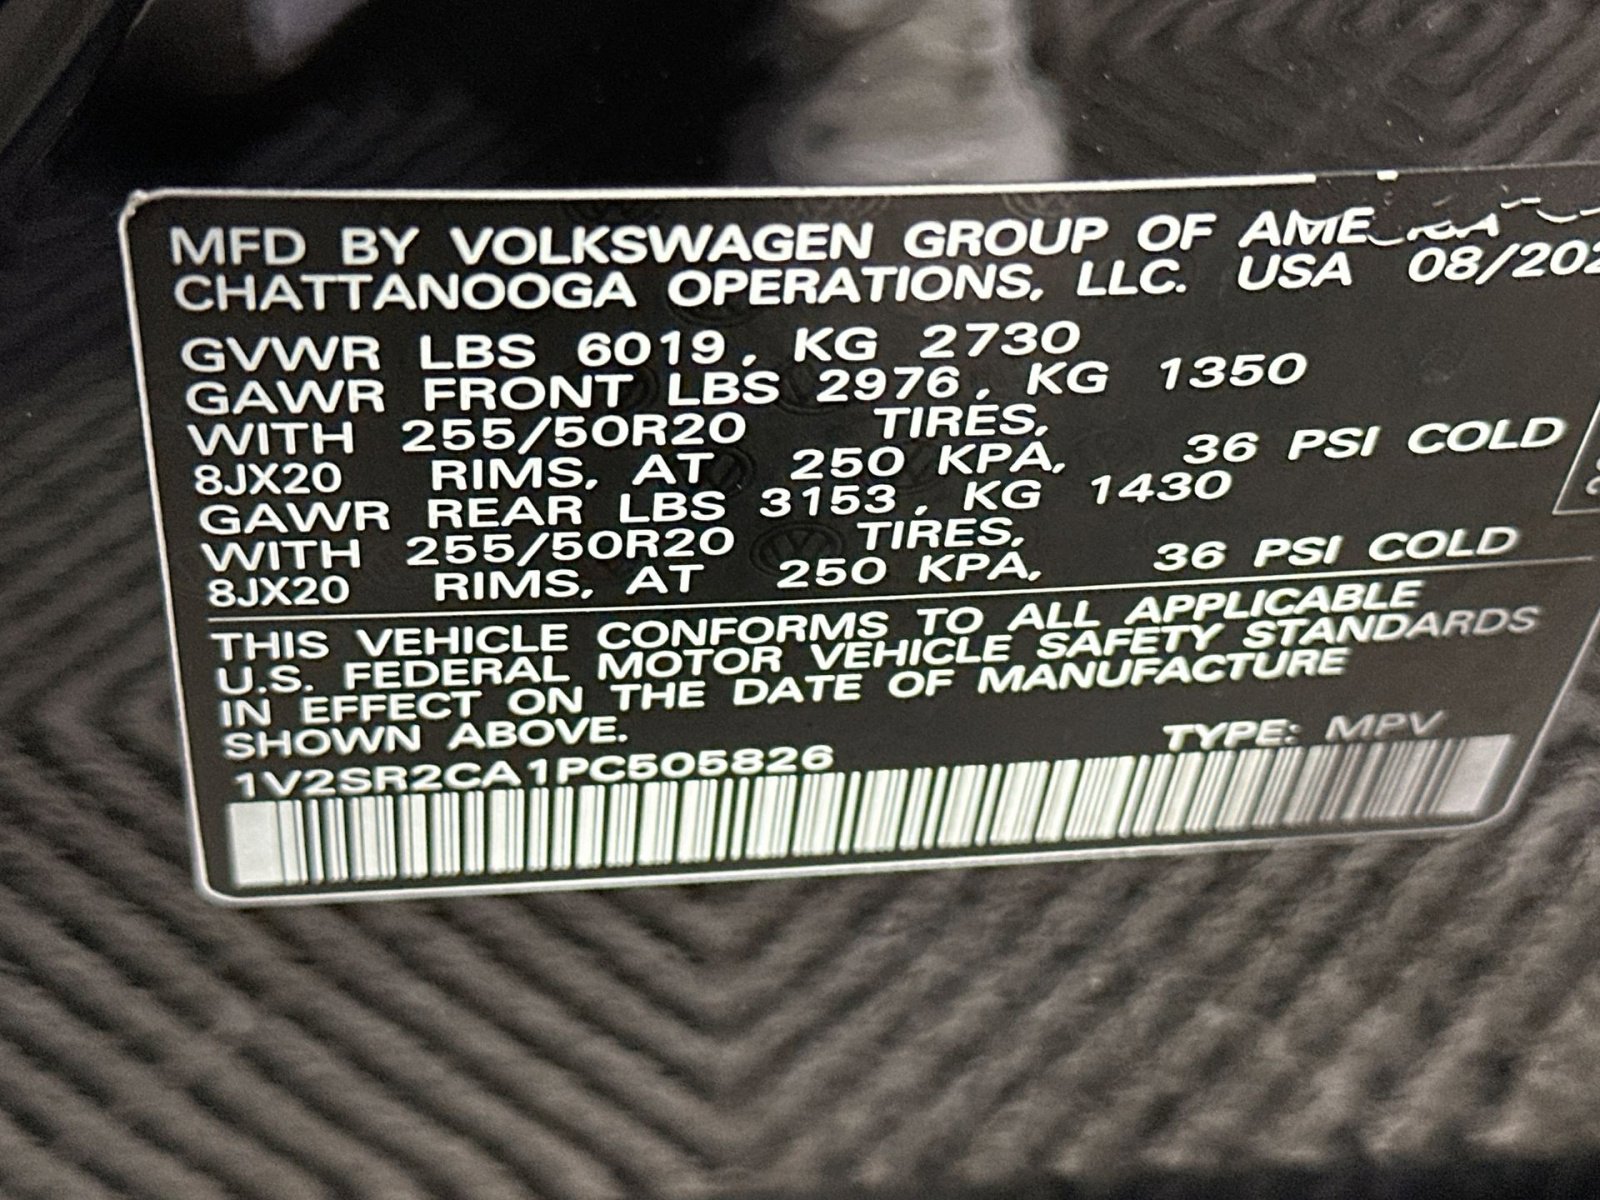 MFD BY VOLKSWAGEN GROUP OF AMERICA
CHATTANOOGA OPERATIONS, LLC. USA 08/202
GVWR LBS 6019, KG 2730
GAWR FRONT LBS 2976, KG 1350
WITH 255/50R20 TIRES,
8JX20 RIMS, AT 250 KPA, 36 PSI COLD
GAWR REAR LBS 3153, KG 1430
WITH 255/50R20 TIRES,
8JX20 RIMS, AT 250 KPA, 36 PSI COLD
THIS VEHICLE CONFORMS TO ALL APPLICABLE
U.S. FEDERAL MOTOR VEHICLE SAFETY STANDARDS
IN EFFECT ON THE DATE OF MANUFACTURE
SHOWN ABOVE.
1V2SR2CA1PC505826 TYPE: MPV